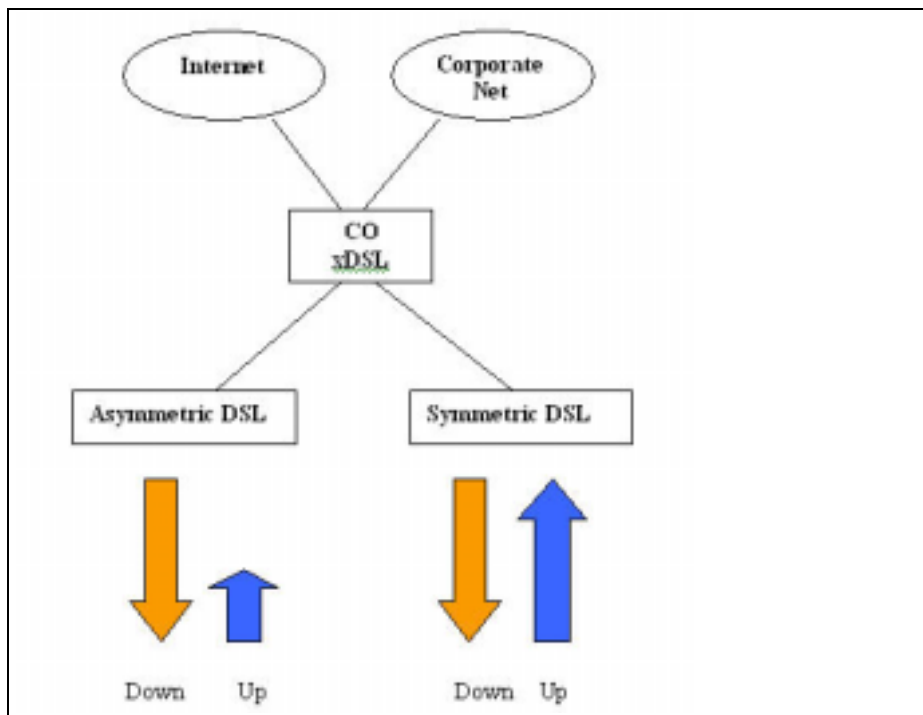 Internet
Corporate
Net
CO
xDSL
Asymmetric DSL
Symmetric DSL
Down Up
Down Up